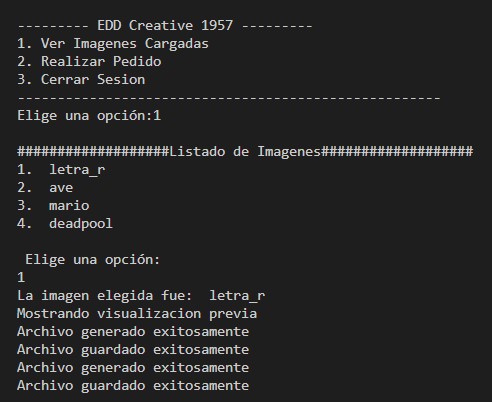 --------- EDD Creative 1957 ---------
1. Ver Imagenes Cargadas
2. Realizar Pedido
3. Cerrar Sesion
-----------------------------------------------------
Elige una opción:1
###################Listado de Imagenes###################
1.  letra_r
2.  ave
3.  mario
4.  deadpool
Elige una opción:
1
La imagen elegida fue:  letra_r
Mostrando visualizacion previa
Archivo generado exitosamente
Archivo guardado exitosamente
Archivo generado exitosamente
Archivo guardado exitosamente